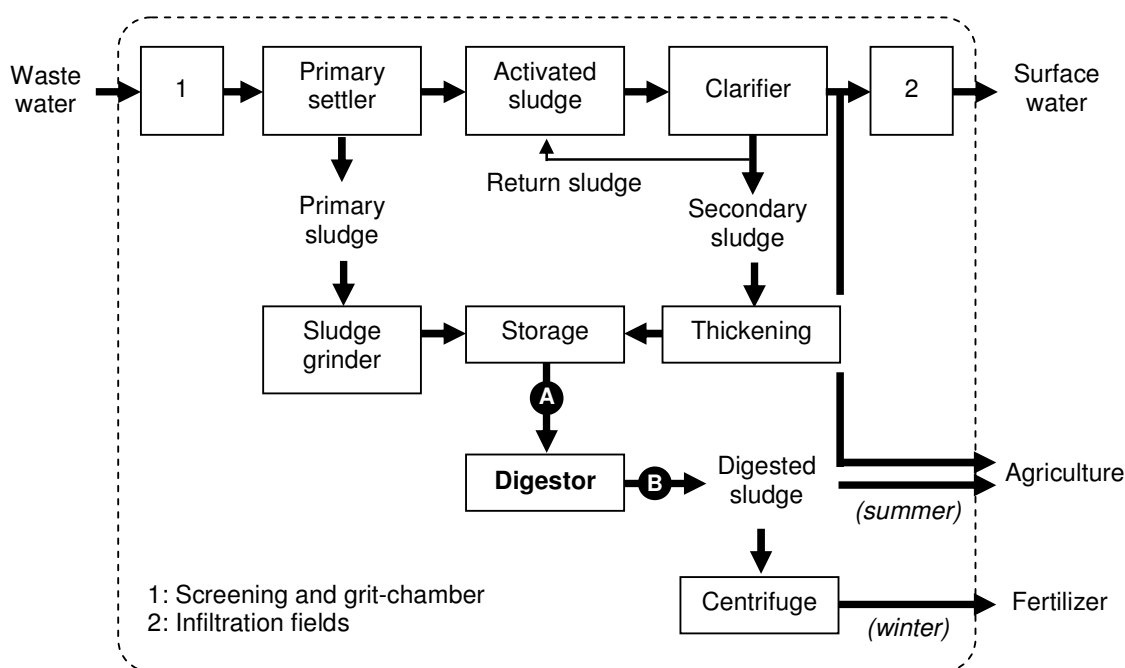 Waste
water
1
Primary
settler
Activated
sludge
Clarifier
2
Surface
water
Return sludge
Primary
sludge
Secondary
sludge
Sludge
grinder
Storage
Thickening
A
Digestor
B
Digested
sludge
Agriculture
(summer)
1: Screening and grit-chamber
2: Infiltration fields
Centrifuge
Fertilizer
(winter)